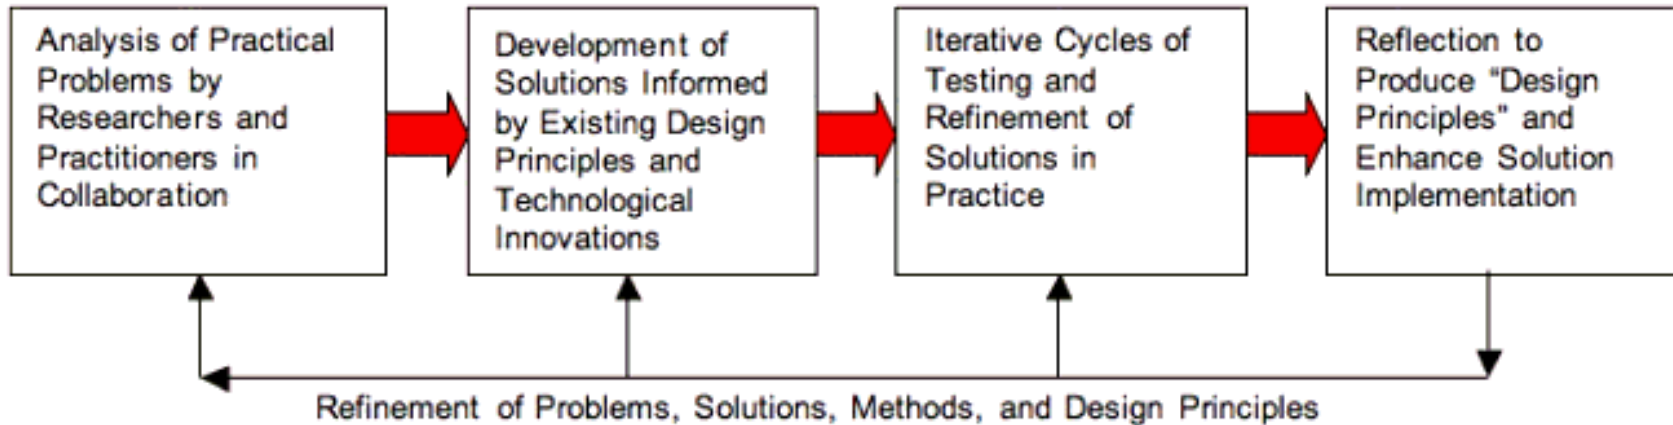 Analysis of Practical
Problems by
Researchers and
Practitioners in
Collaboration
Development of
Solutions Informed
by Existing Design
Principles and
Technological
Innovations
Iterative Cycles of
Testing and
Refinement of
Solutions in
Practice
Reflection to
Produce “Design
Principles" and
Enhance Solution
Implementation
Refinement of Problems, Solutions, Methods, and Design Principles